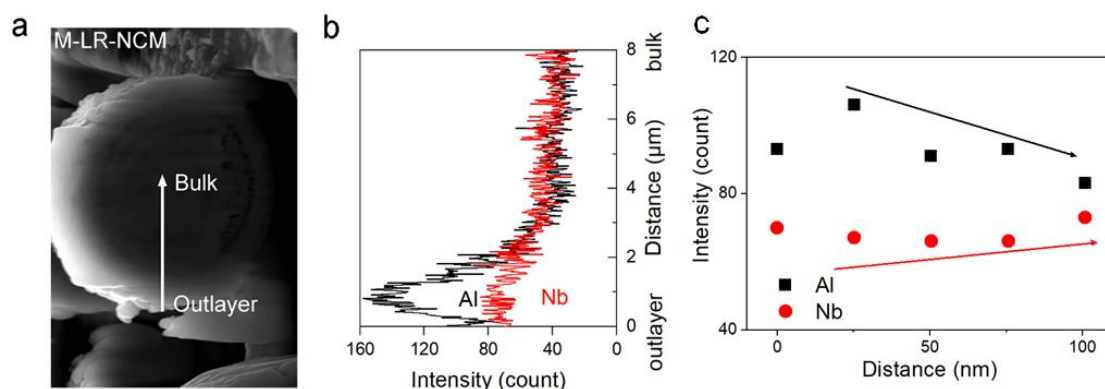 a
M-LR-NCM
Bulk
Outlayer
b
Al
Nb
160 120 80 40 0
Intensity (count)
8
6
4
2
0
Distance (μm)
bulk
outlayer
c
120
80
40
Intensity (count)
Al
Nb
0 50 100
Distance (nm)